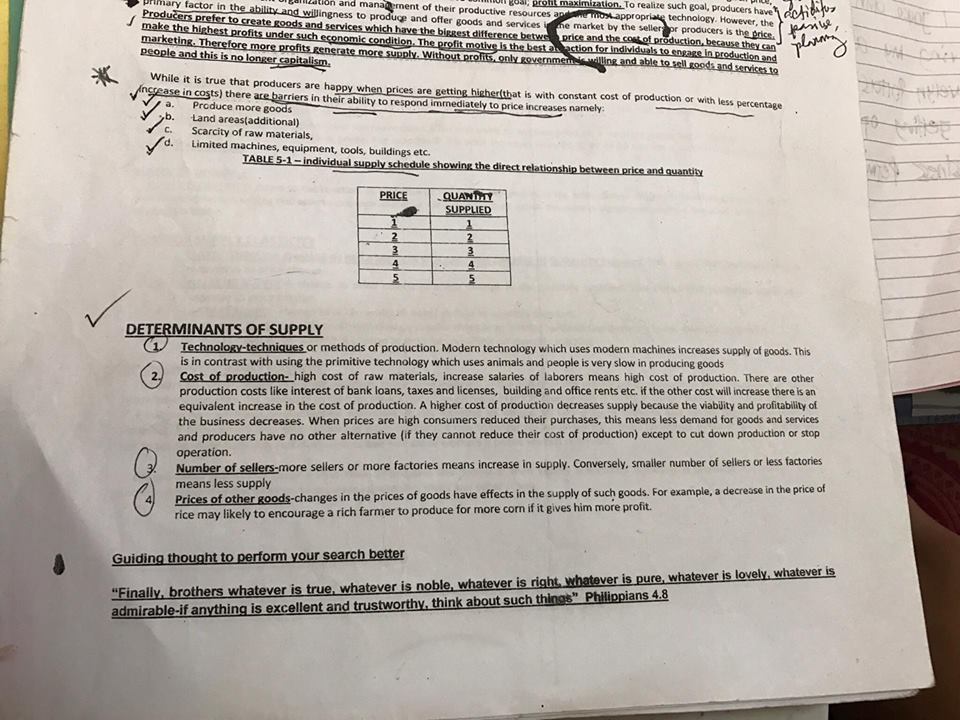 goal, profit maximization. To realize such goal, producers have
organization and management of their productive resources and the most appropriate technology. However, the
primary factor in the ability and willingness to produce and offer goods and services in the market by the sellers or producers is the price.
Producers prefer to create goods and services which have the biggest difference between price and the cost of production, because they can
make the highest profits under such economic condition. The profit motive is the best attraction for individuals to engage in production and
marketing. Therefore more profits generate more supply. Without profits, only government is willing and able to sell goods and services to
people and this is no longer capitalism.
While it is true that producers are happy when prices are getting higher(that is with constant cost of production or with less percentage
increase in costs) there are barriers in their ability to respond immediately to price increases namely:
a. Produce more goods
b. Land areas(additional)
c. Scarcity of raw materials,
d. Limited machines, equipment, tools, buildings etc.
TABLE 5-1 – individual supply schedule showing the direct relationship between price and quantity
PRICE QUANTITY
SUPPLIED
1 1
2 2
3 3
4 4
5 5
DETERMINANTS OF SUPPLY
1. Technology-techniques or methods of production. Modern technology which uses modern machines increases supply of goods. This
is in contrast with using the primitive technology which uses animals and people is very slow in producing goods
2. Cost of production- high cost of raw materials, increase salaries of laborers means high cost of production. There are other
production costs like interest of bank loans, taxes and licenses, building and office rents etc. if the other cost will increase there is an
equivalent increase in the cost of production. A higher cost of production decreases supply because the viability and profitability of
the business decreases. When prices are high consumers reduced their purchases, this means less demand for goods and services
and producers have no other alternative (if they cannot reduce their cost of production) except to cut down production or stop
operation.
3. Number of sellers-more sellers or more factories means increase in supply. Conversely, smaller number of sellers or less factories
means less supply
4. Prices of other goods-changes in the prices of goods have effects in the supply of such goods. For example, a decrease in the price of
rice may likely to encourage a rich farmer to produce for more corn if it gives him more profit.
Guiding thought to perform your search better
"Finally, brothers whatever is true, whatever is noble, whatever is right, whatever is pure, whatever is lovely, whatever is
admirable-if anything is excellent and trustworthy, think about such things" Philippians 4.8